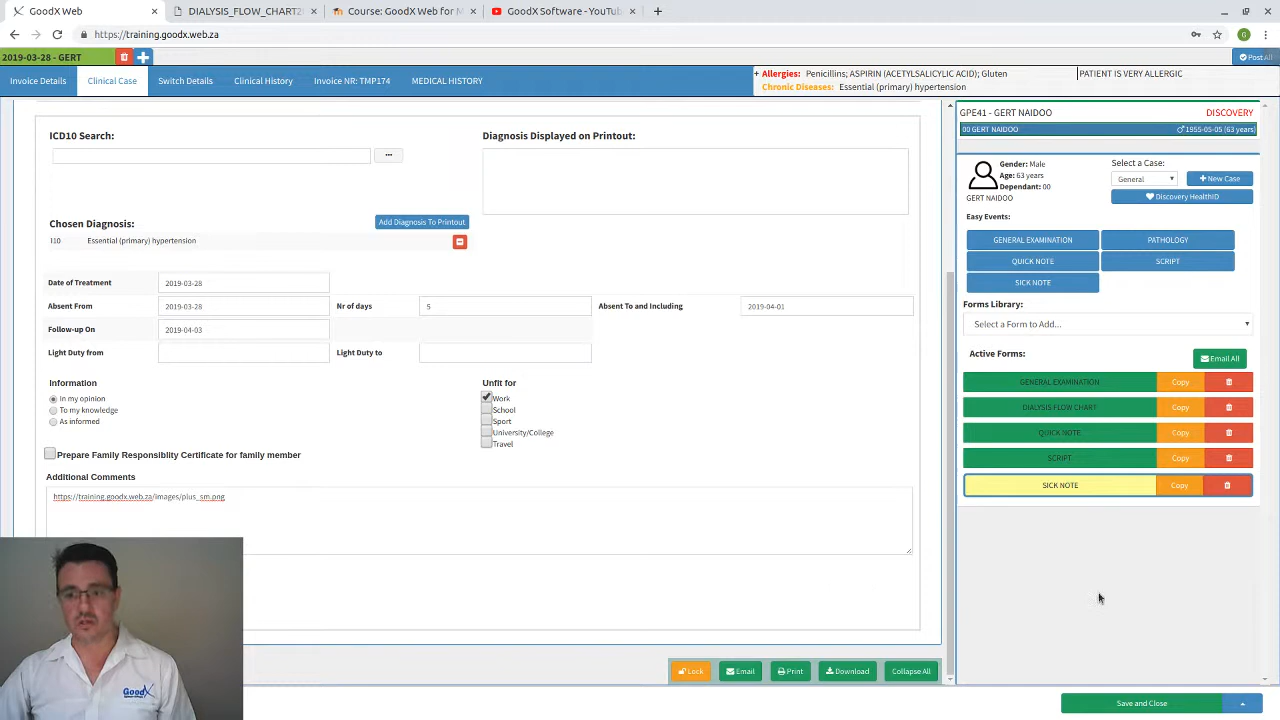 GoodX Web
DIALYSIS_FLOW_CHART2
Course: GoodX Web for M
GoodX Software - YouTu
https://training.goodx.web.za
G
2019-03-28 - GERT
Post All
Invoice Details
Clinical Case
Switch Details
Clinical History
Invoice NR: TMP174
MEDICAL HISTORY
+ Allergies: Penicillins; ASPIRIN (ACETYLSALICYLIC ACID); Gluten
PATIENT IS VERY ALLERGIC
Chronic Diseases: Essential (primary) hypertension
ICD10 Search:
...
Diagnosis Displayed on Printout:
Chosen Diagnosis:
Add Diagnosis To Printout
I10 Essential (primary) hypertension
Date of Treatment 2019-03-28
Absent From 2019-03-28 Nr of days 5 Absent To and Including 2019-04-01
Follow-up On 2019-04-03
Light Duty from Light Duty to
Information
In my opinion
To my knowledge
As informed
Unfit for
Work
School
Sport
University/College
Travel
Prepare Family Responsiblity Certificate for family member
Additional Comments
https://training.goodx.web.za/images/plus_sm.png
Lock
Email
Print
Download
Collapse All
GPE41 - GERT NAIDOO DISCOVERY
00 GERT NAIDOO 1955-05-05 (63 years)
Gender: Male
Age: 63 years
Dependant: 00
GERT NAIDOO
Select a Case:
General
New Case
Discovery HealthID
Easy Events:
GENERAL EXAMINATION PATHOLOGY
QUICK NOTE SCRIPT
SICK NOTE
Forms Library:
Select a Form to Add...
Active Forms:
Email All
GENERAL EXAMINATION Copy
DIALYSIS FLOW CHART Copy
QUICK NOTE Copy
SCRIPT Copy
SICK NOTE Copy
Save and Close
GoodX